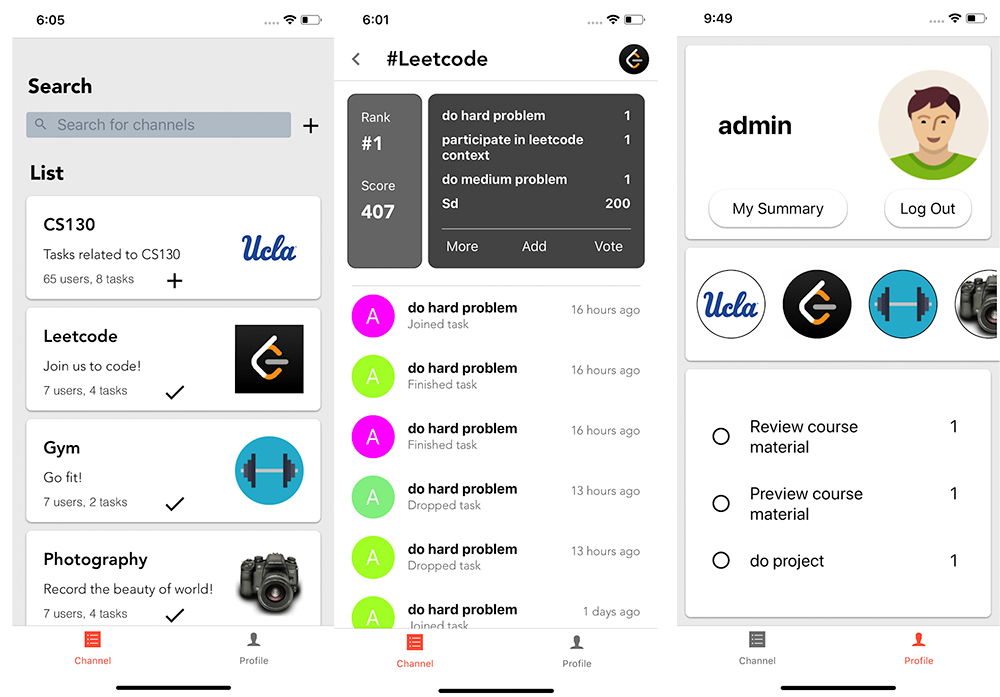 6:05
Search
Search for channels
List
CS130
Tasks related to CS130
65 users, 8 tasks
Ucla
Leetcode
Join us to code!
7 users, 4 tasks
Gym
Go fit!
7 users, 2 tasks
Photography
Record the beauty of world!
7 users, 4 tasks
Channel
Profile
6:01
#Leetcode
Rank
#1
Score
407
do hard problem 1
participate in leetcode 1
context
do medium problem 1
Sd 200
More Add Vote
A do hard problem 16 hours ago
Joined task
A do hard problem 16 hours ago
Finished task
A do hard problem 16 hours ago
Finished task
A do hard problem 13 hours ago
Dropped task
A do hard problem 13 hours ago
Dropped task
A do hard problem 1 days ago
Joined task
Channel
Profile
9:49
admin
My Summary
Log Out
Ucla
Review course 1
material
Preview course 1
material
do project 1
Channel
Profile